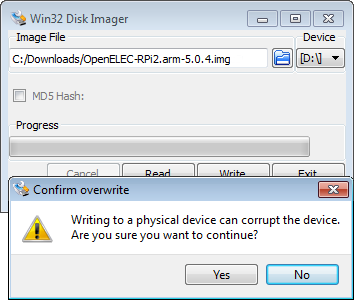 Win32 Disk Imager
Image File
Device
C:/Downloads/OpenELEC-RPi2.arm-5.0.4.img
[D:\]
MD5 Hash:
Progress
Cancel
Read
Write
Exit
Confirm overwrite
Writing to a physical device can corrupt the device.
Are you sure you want to continue?
Yes
No